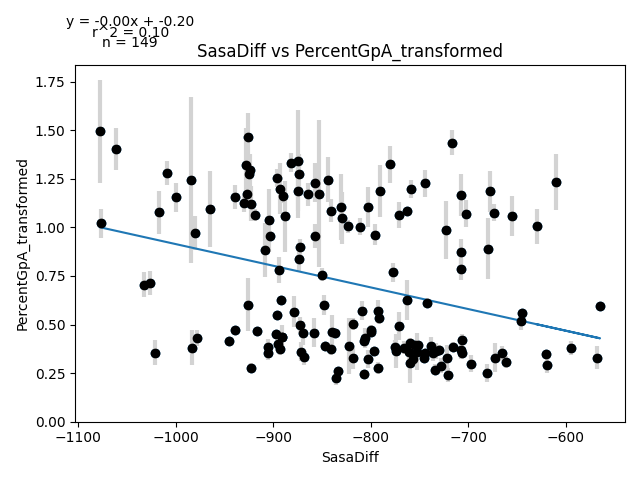 y = -0.00x + -0.20
r^2 = 0.10
n = 149
SasaDiff vs PercentGpA_transformed
PercentGpA_transformed
1.75
1.50
1.25
1.00
0.75
0.50
0.25
0.00
−1100
−1000
−900
−800
−700
−600
SasaDiff